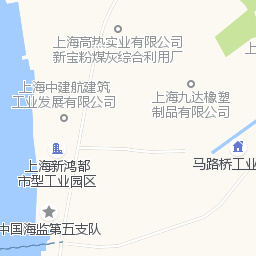 上海高热实业有限公司
新宝粉煤灰综合利用厂
上海中建航建筑
工业发展有限公司
上海九达橡塑
制品有限公司
上海新鸿都
市型工业园区
马路桥工业
中国海监第五支队
上